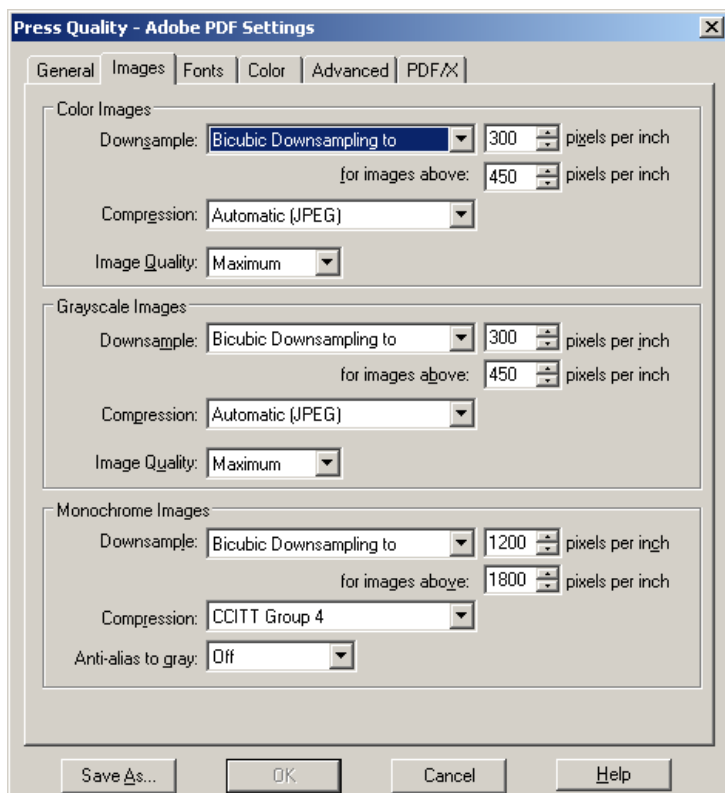 Press Quality - Adobe PDF Settings
General Images Fonts Color Advanced PDF/X
Color Images
Downsample: Bicubic Downsampling to 300 pixels per inch
for images above: 450 pixels per inch
Compression: Automatic (JPEG)
Image Quality: Maximum
Grayscale Images
Downsample: Bicubic Downsampling to 300 pixels per inch
for images above: 450 pixels per inch
Compression: Automatic (JPEG)
Image Quality: Maximum
Monochrome Images
Downsample: Bicubic Downsampling to 1200 pixels per inch
for images above: 1800 pixels per inch
Compression: CCITT Group 4
Anti-alias to gray: Off
Save As... OK Cancel Help